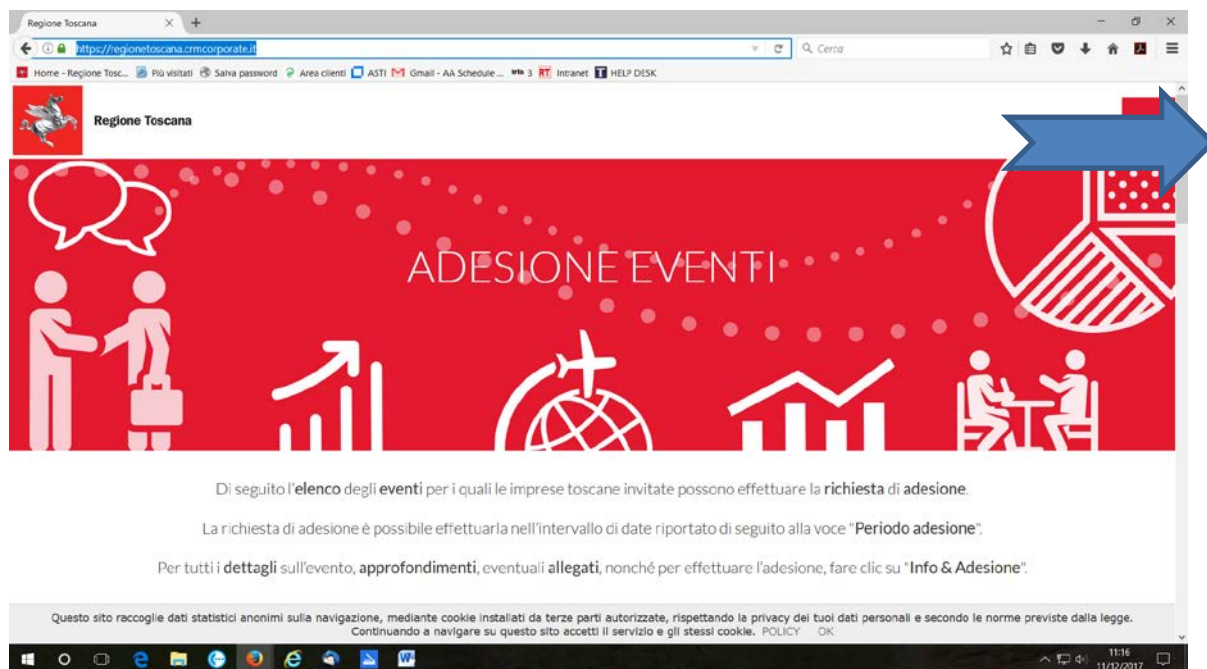 Regione Toscana
https://regionetoscana.crmcorporate.it
Cerca
Home - Regione Tosc... Più visitati Salva password Area clienti ASTI Gmail - AA Schedule ... 3 RT Intranet HELP DESK
Regione Toscana
ADESIONE EVENTI
Di seguito l'elenco degli eventi per i quali le imprese toscane invitate possono effettuare la richiesta di adesione.
La richiesta di adesione è possibile effettuarla nell'intervallo di date riportato di seguito alla voce "Periodo adesione".
Per tutti i dettagli sull'evento, approfondimenti, eventuali allegati, nonché per effettuare l'adesione, fare clic su "Info & Adesione".
Questo sito raccoglie dati statistici anonimi sulla navigazione, mediante cookie installati da terze parti autorizzate, rispettando la privacy dei tuoi dati personali e secondo le norme previste dalla legge.
Continuando a navigare su questo sito accetti il servizio e gli stessi cookie. POLICY OK
11:16
11/12/2017